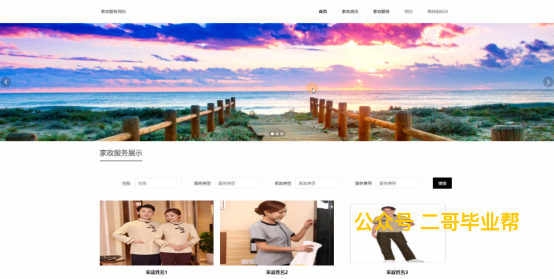 家政服务网站
首页 家政资讯 家政服务 我的
家政服务展示
性别 性别 服务类型 服务类型 家政类型 家政类型 服务费用 服务费用 搜索
公众号 二哥毕业帮
家政姓名1 家政姓名2 家政姓名3